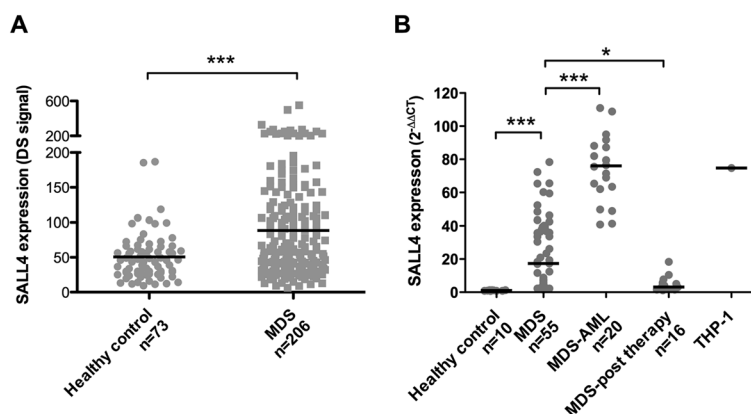 A
***
SALL4 expression (DS signal)
600
200
200
150
100
50
0
Healthy control
n=73
MDS
n=206
B
*
***
***
SALL4 expresson (2-ΔΔCT)
120
100
80
60
40
20
0
Healthy control
n=10
MDS
n=55
MDS-AML
n=20
MDS-post therapy
n=16
THP-1